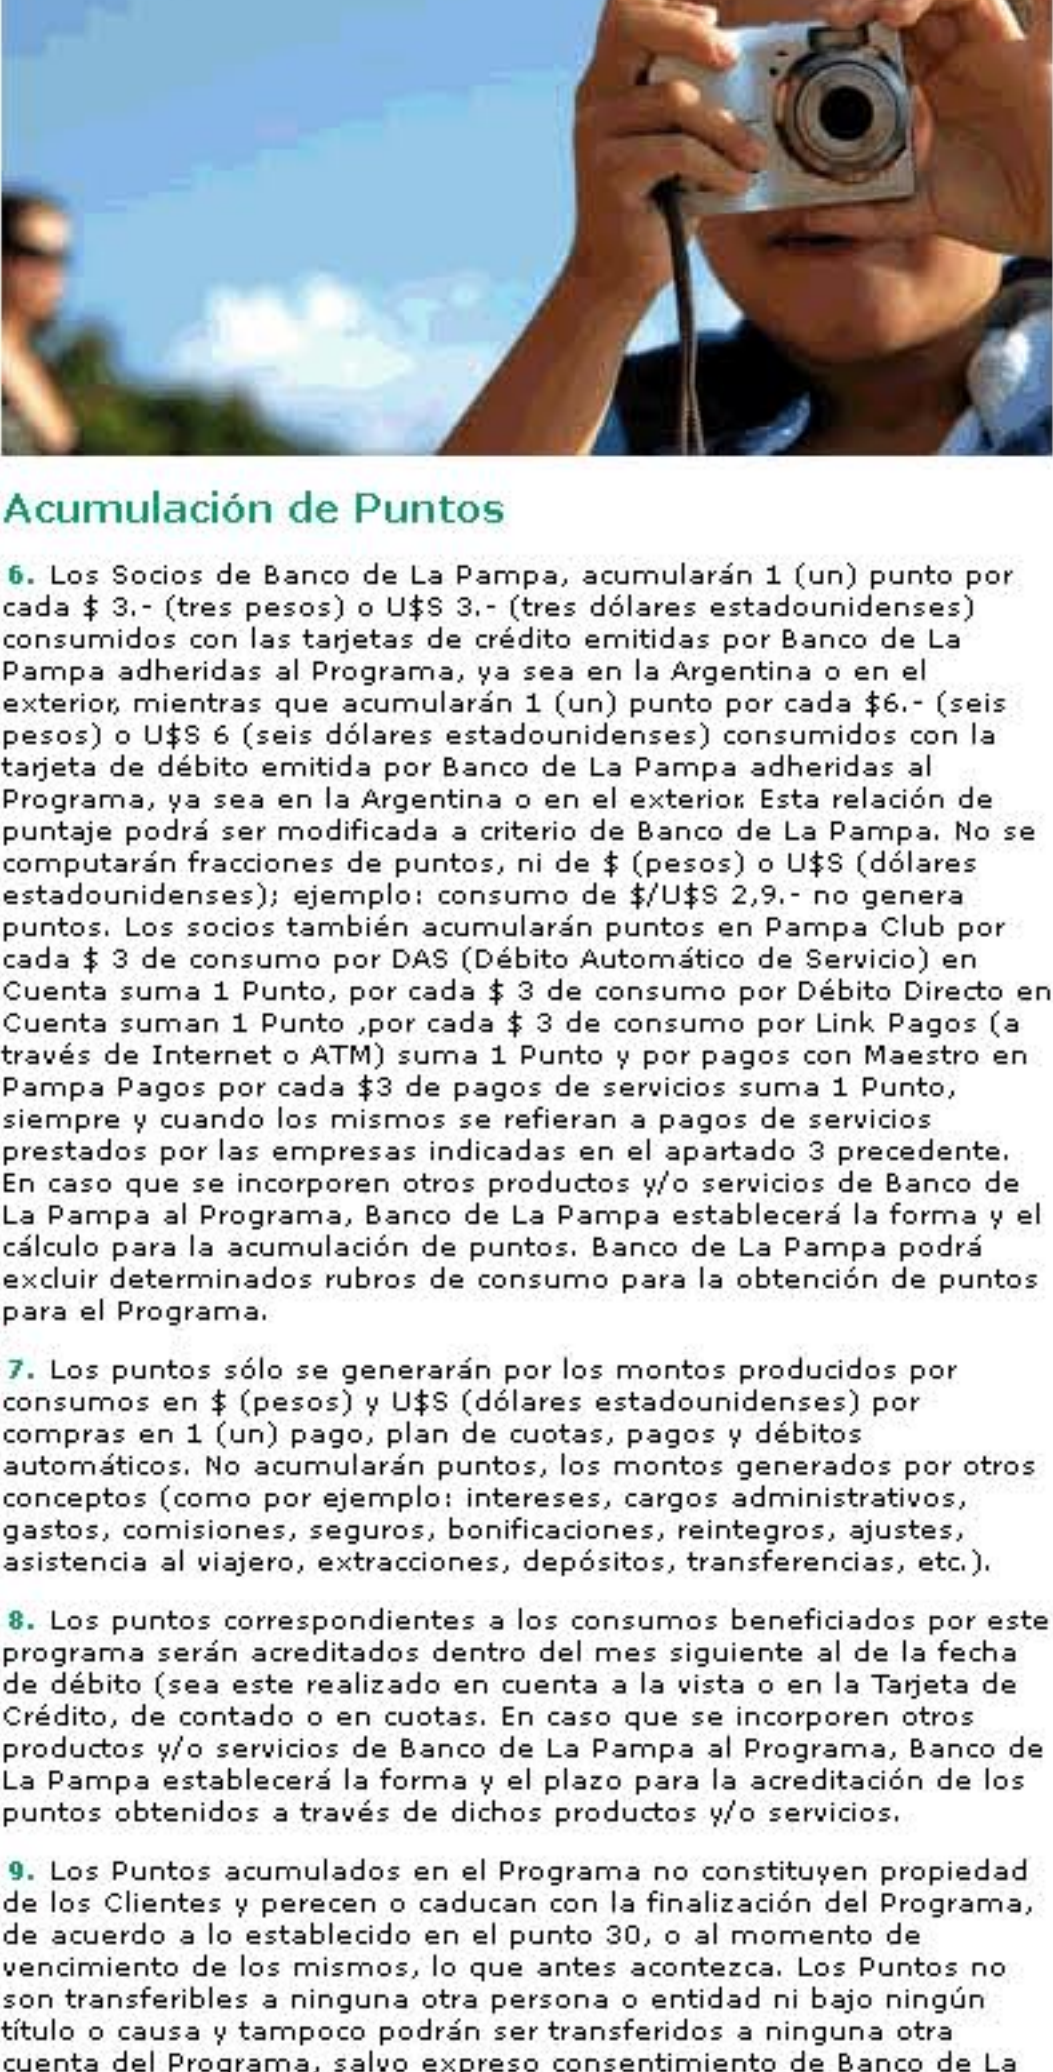 Acumulación de Puntos
6. Los Socios de Banco de La Pampa, acumularán 1 (un) punto por
cada $ 3.- (tres pesos) o U$S 3.- (tres dólares estadounidenses)
consumidos con las tarjetas de crédito emitidas por Banco de La
Pampa adheridas al Programa, ya sea en la Argentina o en el
exterior, mientras que acumularán 1 (un) punto por cada $6.- (seis
pesos) o U$S 6 (seis dólares estadounidenses) consumidos con la
tarjeta de débito emitida por Banco de La Pampa adheridas al
Programa, ya sea en la Argentina o en el exterior. Esta relación de
puntaje podrá ser modificada a criterio de Banco de La Pampa. No se
computarán fracciones de puntos, ni de $ (pesos) o U$S (dólares
estadounidenses); ejemplo: consumo de $/U$S 2,9.- no genera
puntos. Los socios también acumularán puntos en Pampa Club por
cada $ 3 de consumo por DAS (Débito Automático de Servicio) en
Cuenta suma 1 Punto, por cada $ 3 de consumo por Débito Directo en
Cuenta suman 1 Punto ,por cada $ 3 de consumo por Link Pagos (a
través de Internet o ATM) suma 1 Punto y por pagos con Maestro en
Pampa Pagos por cada $3 de pagos de servicios suma 1 Punto,
siempre y cuando los mismos se refieran a pagos de servicios
prestados por las empresas indicadas en el apartado 3 precedente.
En caso que se incorporen otros productos y/o servicios de Banco de
La Pampa al Programa, Banco de La Pampa establecerá la forma y el
cálculo para la acumulación de puntos. Banco de La Pampa podrá
excluir determinados rubros de consumo para la obtención de puntos
para el Programa.
7. Los puntos sólo se generarán por los montos producidos por
consumos en $ (pesos) y U$S (dólares estadounidenses) por
compras en 1 (un) pago, plan de cuotas, pagos y débitos
automáticos. No acumularán puntos, los montos generados por otros
conceptos (como por ejemplo: intereses, cargos administrativos,
gastos, comisiones, seguros, bonificaciones, reintegros, ajustes,
asistencia al viajero, extracciones, depósitos, transferencias, etc.).
8. Los puntos correspondientes a los consumos beneficiados por este
programa serán acreditados dentro del mes siguiente al de la fecha
de débito (sea este realizado en cuenta a la vista o en la Tarjeta de
Crédito, de contado o en cuotas. En caso que se incorporen otros
productos y/o servicios de Banco de La Pampa al Programa, Banco de
La Pampa establecerá la forma y el plazo para la acreditación de los
puntos obtenidos a través de dichos productos y/o servicios.
9. Los Puntos acumulados en el Programa no constituyen propiedad
de los Clientes y perecen o caducan con la finalización del Programa,
de acuerdo a lo establecido en el punto 30, o al momento de
vencimiento de los mismos, lo que antes acontezca. Los Puntos no
son transferibles a ninguna otra persona o entidad ni bajo ningún
título o causa y tampoco podrán ser transferidos a ninguna otra
cuenta del Programa, salvo expreso consentimiento de Banco de La